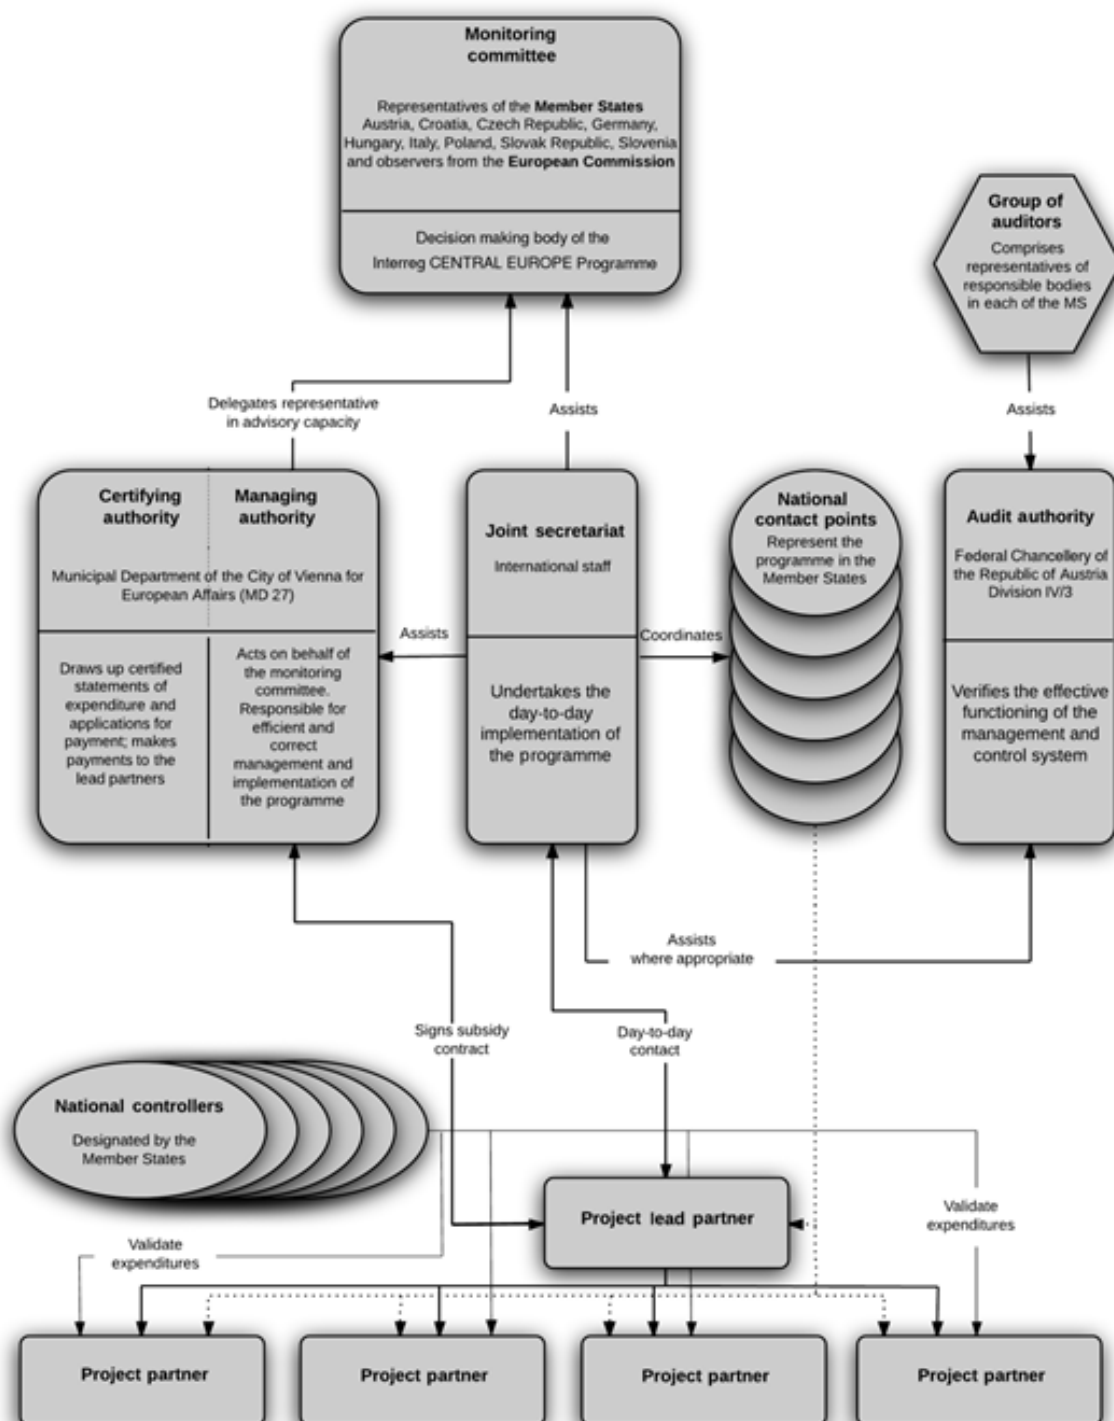 Monitoring
committee
Representatives of the Member States
Austria, Croatia, Czech Republic, Germany,
Hungary, Italy, Poland, Slovak Republic, Slovenia
and observers from the European Commission
Decision making body of the
Interreg CENTRAL EUROPE Programme
Group of
auditors
Comprises
representatives of
responsible bodies
in each of the MS
Delegates representative
in advisory capacity
Assists
Assists
Certifying
authority
Managing
authority
Municipal Department of the City of Vienna for
European Affairs (MD 27)
Draws up certified
statements of
expenditure and
applications for
payment; makes
payments to the
lead partners
Acts on behalf of
the monitoring
committee.
Responsible for
efficient and
correct
management and
implementation of
the programme
Assists
Joint secretariat
International staff
Undertakes the
day-to-day
implementation of
the programme
Coordinates
National
contact points
Represent the
programme in the
Member States
Audit authority
Federal Chancellery of
the Republic of Austria
Division IV/3
Verifies the effective
functioning of the
management and
control system
Assists
where appropriate
Signs subsidy
contract
Day-to-day
contact
National controllers
Designated by the
Member States
Project lead partner
Validate
expenditures
Validate
expenditures
Project partner
Project partner
Project partner
Project partner